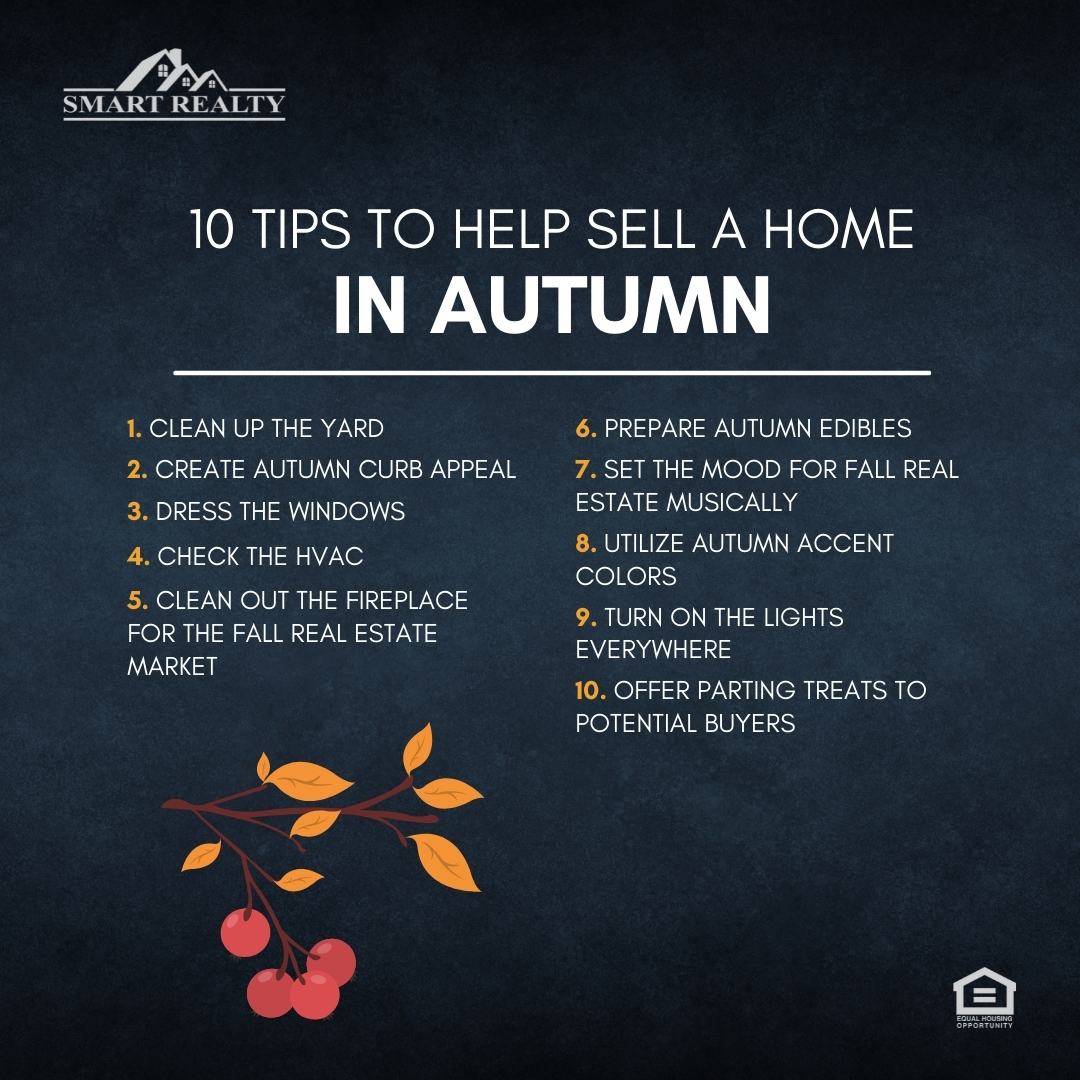 SMART REALTY
10 TIPS TO HELP SELL A HOME
IN AUTUMN
1. CLEAN UP THE YARD
2. CREATE AUTUMN CURB APPEAL
3. DRESS THE WINDOWS
4. CHECK THE HVAC
5. CLEAN OUT THE FIREPLACE
FOR THE FALL REAL ESTATE
MARKET
6. PREPARE AUTUMN EDIBLES
7. SET THE MOOD FOR FALL REAL
ESTATE MUSICALLY
8. UTILIZE AUTUMN ACCENT
COLORS
9. TURN ON THE LIGHTS
EVERYWHERE
10. OFFER PARTING TREATS TO
POTENTIAL BUYERS
EQUAL HOUSING
OPPORTUNITY